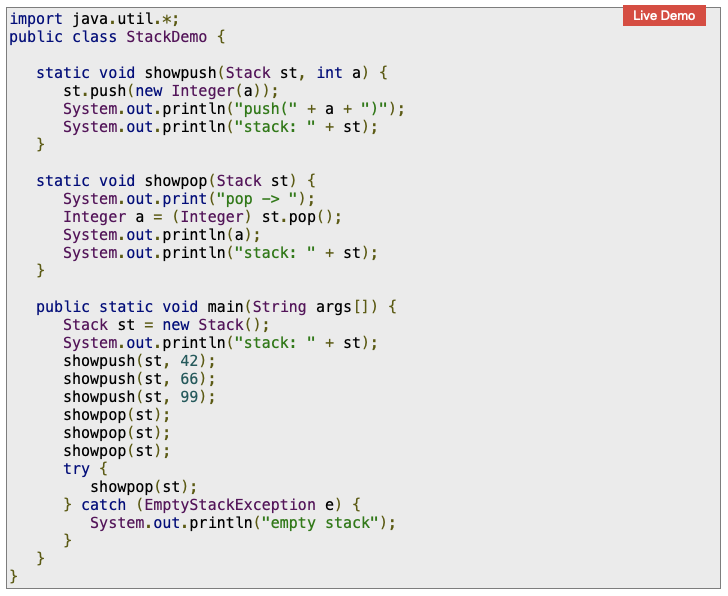 Live Demo
import java.util.*;
public class StackDemo {

   static void showpush(Stack st, int a) {
      st.push(new Integer(a));
      System.out.println("push(" + a + ")");
      System.out.println("stack: " + st);
   }

   static void showpop(Stack st) {
      System.out.print("pop -> ");
      Integer a = (Integer) st.pop();
      System.out.println(a);
      System.out.println("stack: " + st);
   }

   public static void main(String args[]) {
      Stack st = new Stack();
      System.out.println("stack: " + st);
      showpush(st, 42);
      showpush(st, 66);
      showpush(st, 99);
      showpop(st);
      showpop(st);
      showpop(st);
      try {
         showpop(st);
      } catch (EmptyStackException e) {
         System.out.println("empty stack");
      }
   }
}